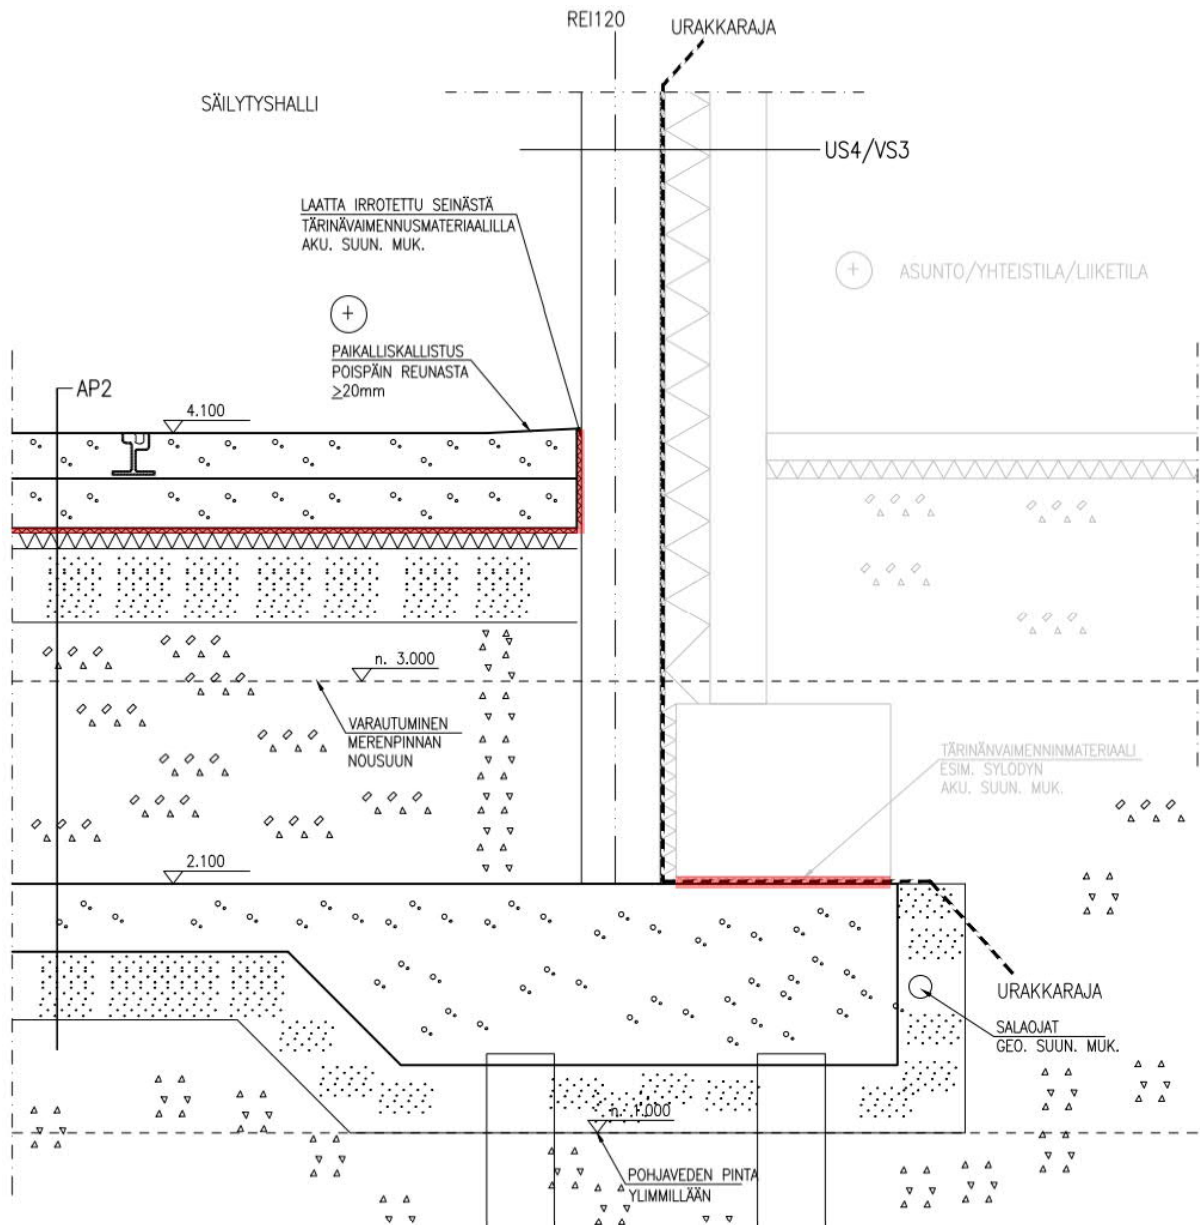 REI120
URAKKARAJA
SÄILYTYSHALLI
US4/VS3
LAATTA IRROTETTU SEINÄSTÄ
TÄRINÄVAIMENNUSMATERIAALILLA
AKU. SUUN. MUK.
+
ASUNTO/YHTEISTILA/LIIKETILA
+
PAIKALLISKALLISTUS
POISPÄIN REUNASTA
≥20mm
AP2
4.100
n. 3.000
VARAUTUMINEN
MERENPINNAN
NOUSUUN
TÄRINÄNVAIMENNINMATERIAALI
ESIM. SYLODYN
AKU. SUUN. MUK.
2.100
URAKKARAJA
SALAOJAT
GEO. SUUN. MUK.
n. 1.000
POHJAVEDEN PINTA
YLIMMILLÄÄN